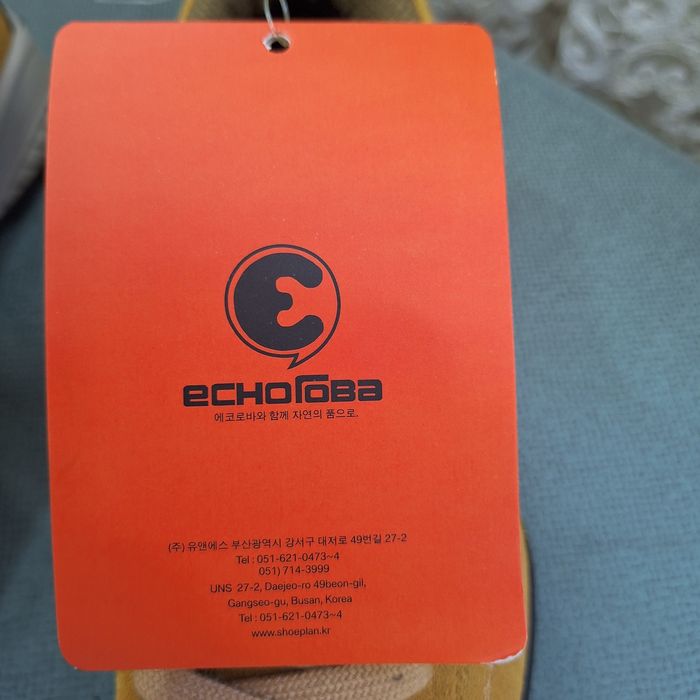 echoroba
에코로바와 함께 자연의 품으로.
(주) 유앤에스 부산광역시 강서구 대저로 49번길 27-2
Tel : 051-621-0473~4
051) 714-3999
UNS 27-2, Daejeo-ro 49beon-gil,
Gangseo-gu, Busan, Korea
Tel : 051-621-0473~4
www.shoeplan.kr